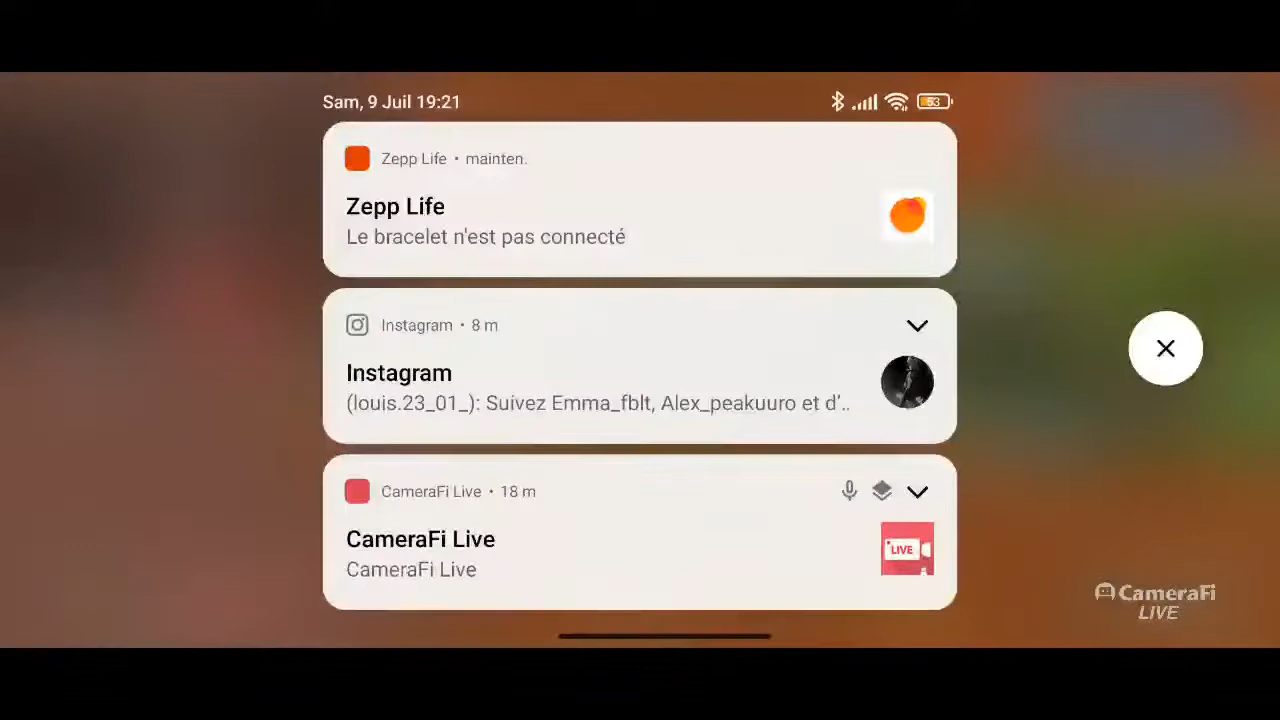 Sam, 9 Juil 19:21
53
Zepp Life • mainten.
Zepp Life
Le bracelet n'est pas connecté
Instagram • 8 m
Instagram
(louis.23_01_): Suivez Emma_fblt, Alex_peakuuro et d’..
CameraFi Live • 18 m
CameraFi Live
CameraFi Live
LIVE
CameraFi
LIVE